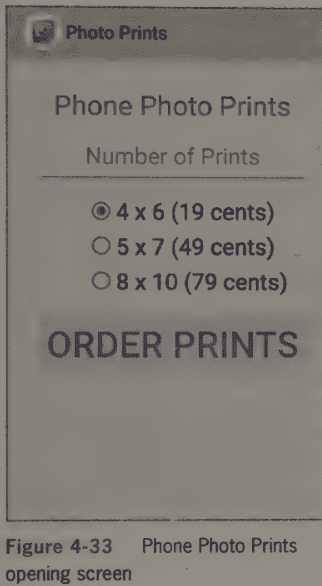 Photo Prints
Phone Photo Prints
Number of Prints
4 x 6 (19 cents)
5 x 7 (49 cents)
8 x 10 (79 cents)
ORDER PRINTS
Figure 4-33 Phone Photo Prints
opening screen